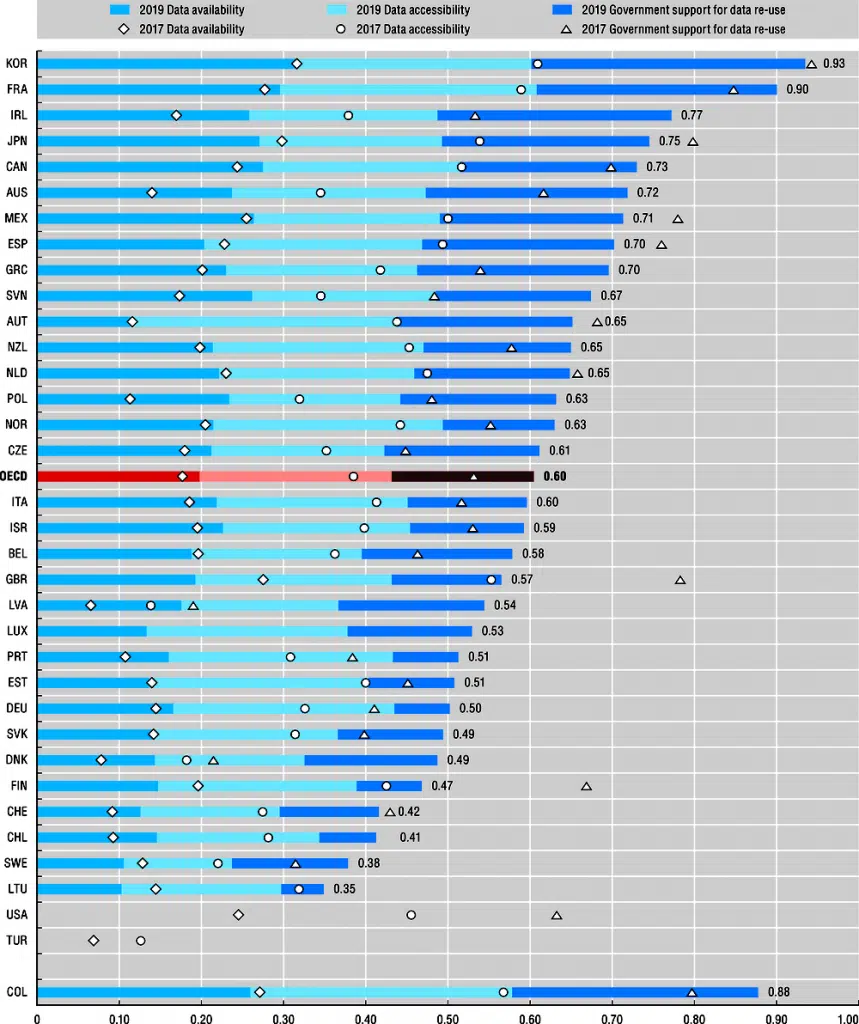 2019 Data availability 2019 Data accessibility 2019 Government support for data re-use
2017 Data availability 2017 Data accessibility 2017 Government support for data re-use
KOR 0.93
FRA 0.90
IRL 0.77
JPN 0.75
CAN 0.73
AUS 0.72
MEX 0.71
ESP 0.70
GRC 0.70
SVN 0.67
AUT 0.65
NZL 0.65
NLD 0.65
POL 0.63
NOR 0.63
CZE 0.61
OECD 0.60
ITA 0.60
ISR 0.59
BEL 0.58
GBR 0.57
LVA 0.54
LUX 0.53
PRT 0.51
EST 0.51
DEU 0.50
SVK 0.49
DNK 0.49
FIN 0.47
CHE 0.42
CHL 0.41
SWE 0.38
LTU 0.35
USA
TUR
COL 0.88
0 0.10 0.20 0.30 0.40 0.50 0.60 0.70 0.80 0.90 1.00